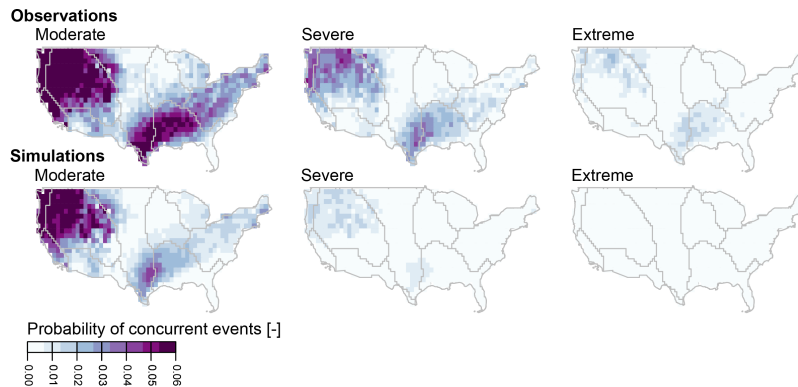 Observations
Moderate Severe Extreme
Simulations
Moderate Severe Extreme
Probability of concurrent events [-]
0.00 0.01 0.02 0.03 0.04 0.05 0.06